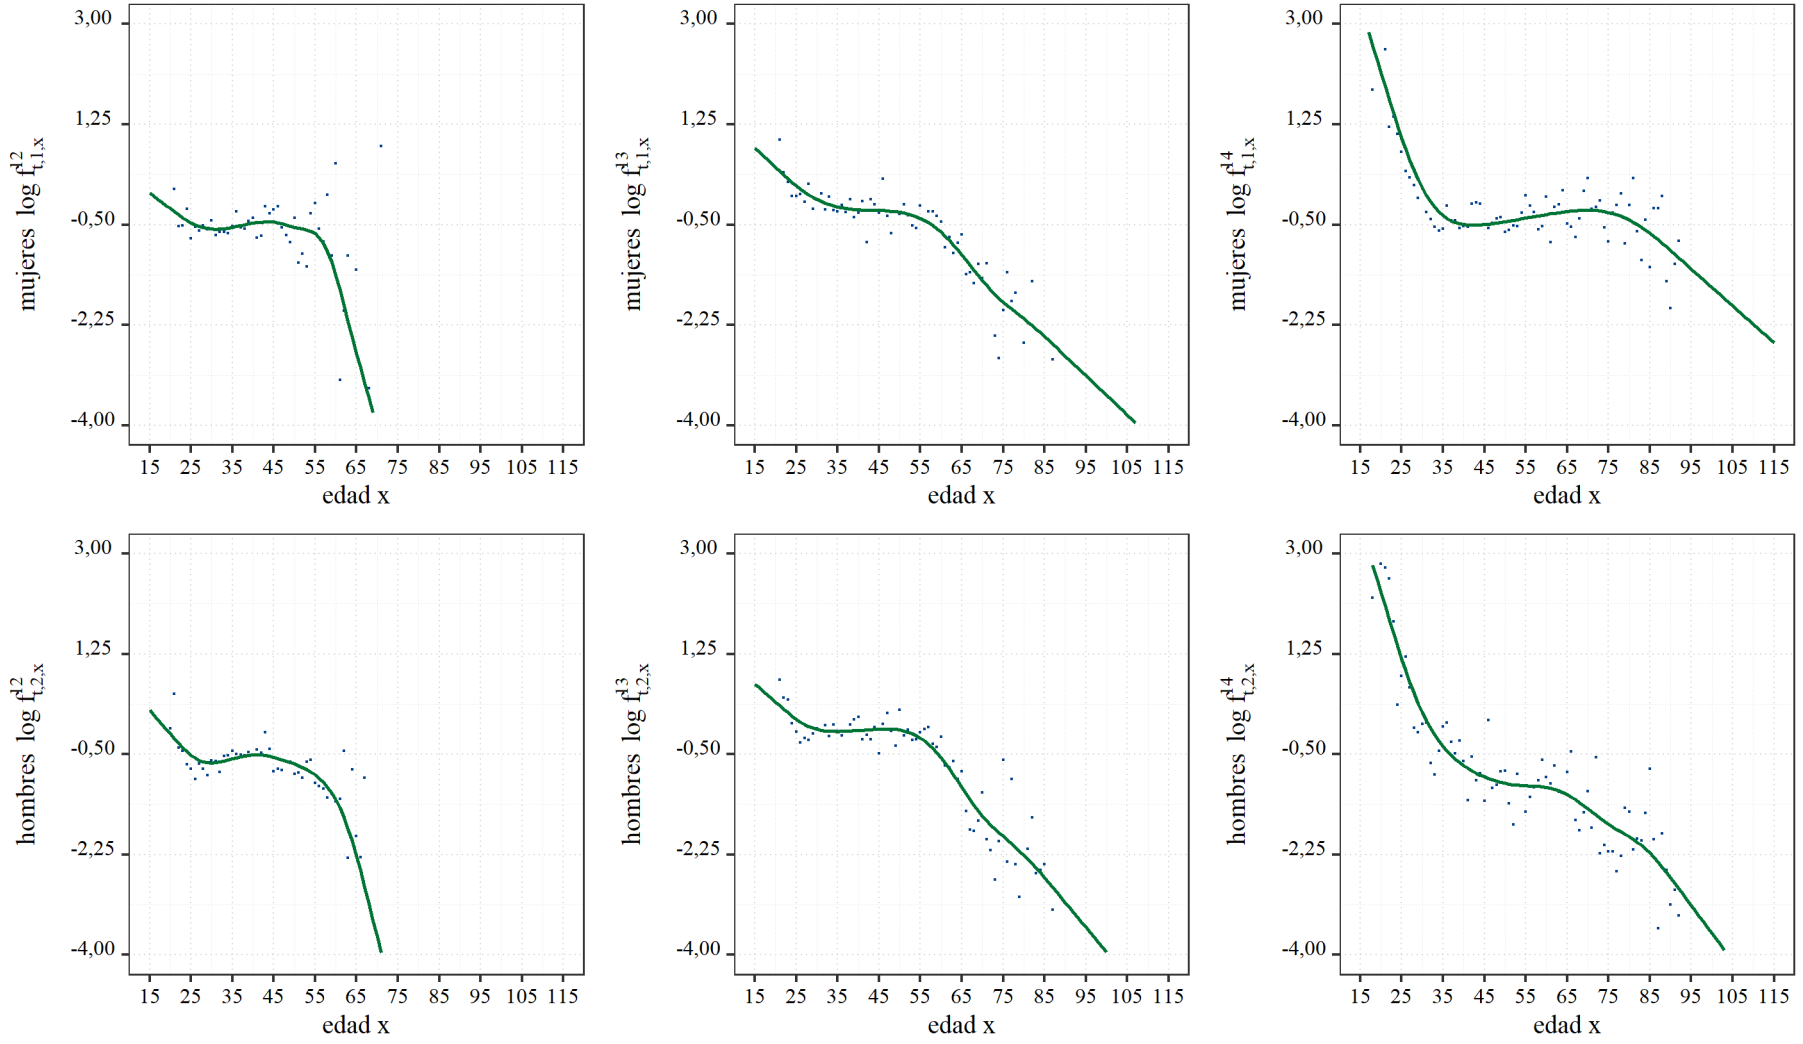 mujeres log f^{12}_{t,1,x}
3,00
1,25
-0,50
-2,25
-4,00
15 25 35 45 55 65 75 85 95 105 115
edad x
mujeres log f^{13}_{t,1,x}
3,00
1,25
-0,50
-2,25
-4,00
15 25 35 45 55 65 75 85 95 105 115
edad x
mujeres log f^{14}_{t,1,x}
3,00
1,25
-0,50
-2,25
-4,00
15 25 35 45 55 65 75 85 95 105 115
edad x
hombres log f^{12}_{t,2,x}
3,00
1,25
-0,50
-2,25
-4,00
15 25 35 45 55 65 75 85 95 105 115
edad x
hombres log f^{13}_{t,2,x}
3,00
1,25
-0,50
-2,25
-4,00
15 25 35 45 55 65 75 85 95 105 115
edad x
hombres log f^{14}_{t,2,x}
3,00
1,25
-0,50
-2,25
-4,00
15 25 35 45 55 65 75 85 95 105 115
edad x